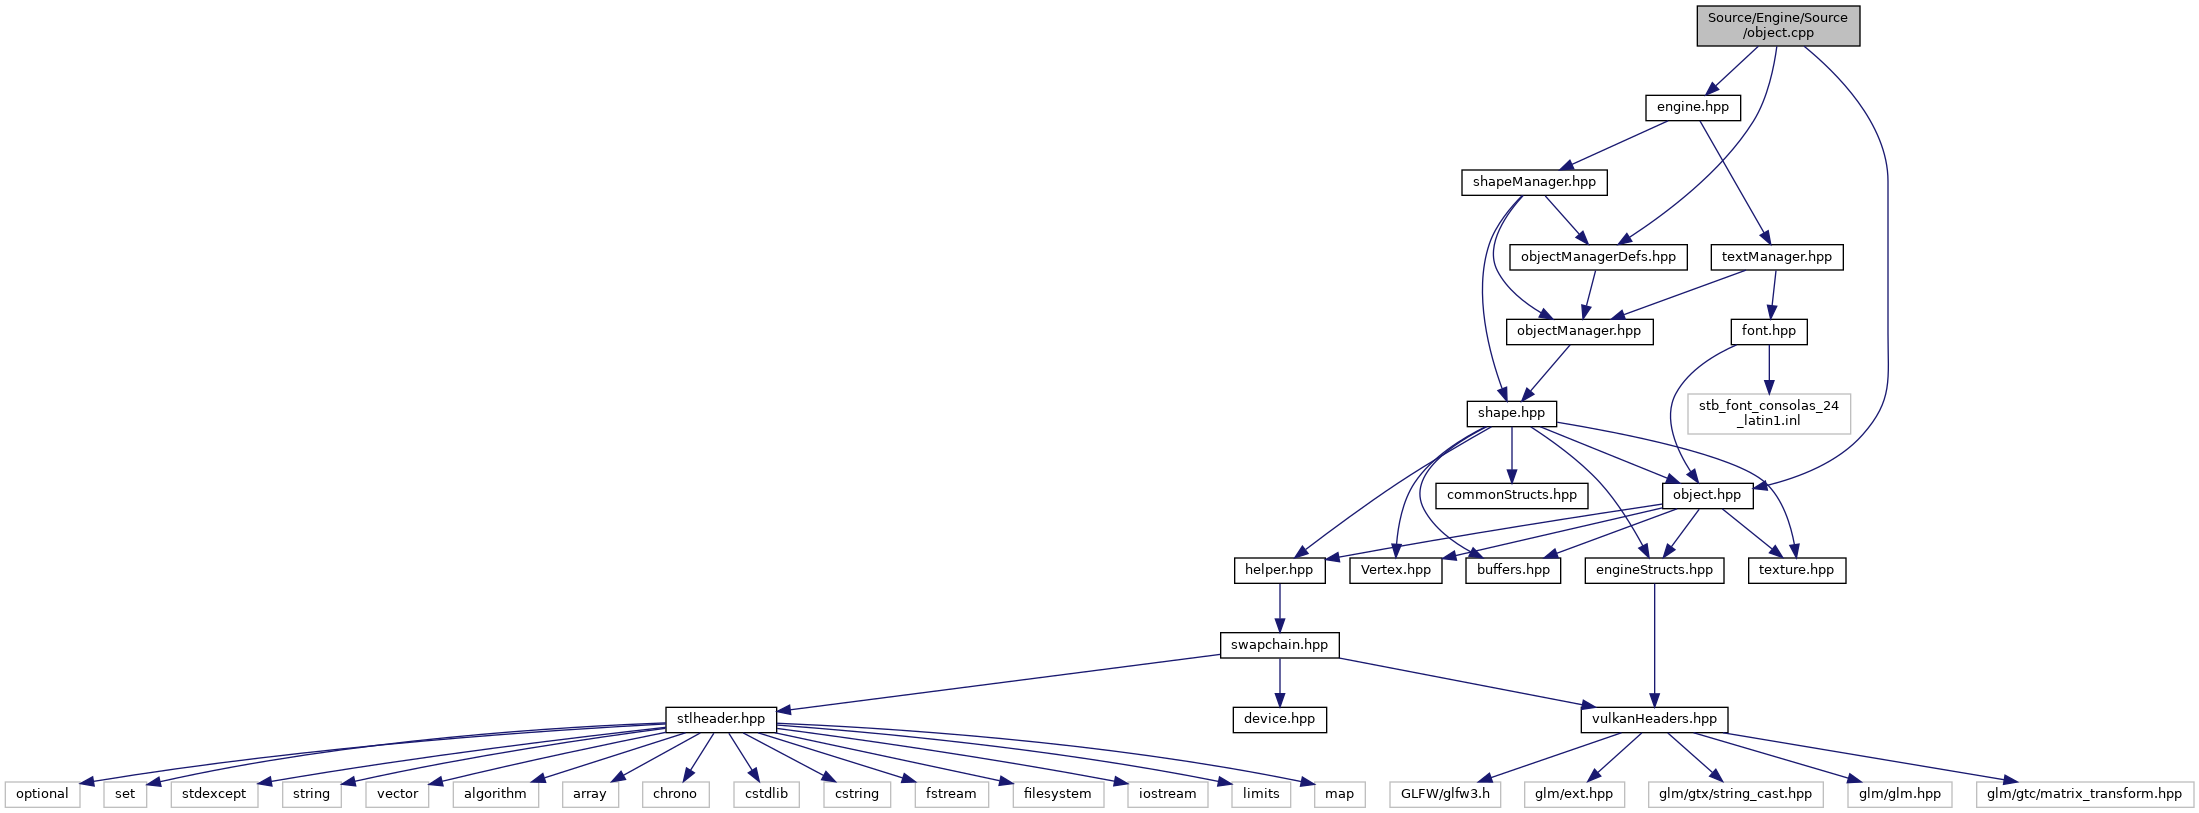 Source/Engine/Source
/object.cpp
engine.hpp
shapeManager.hpp
objectManagerDefs.hpp
textManager.hpp
objectManager.hpp
font.hpp
shape.hpp
stb_font_consolas_24
_latin1.inl
commonStructs.hpp
object.hpp
helper.hpp
Vertex.hpp
buffers.hpp
engineStructs.hpp
texture.hpp
swapchain.hpp
stlheader.hpp
device.hpp
vulkanHeaders.hpp
optional
set
stdexcept
string
vector
algorithm
array
chrono
cstdlib
cstring
fstream
filesystem
iostream
limits
map
GLFW/glfw3.h
glm/ext.hpp
glm/gtx/string_cast.hpp
glm/glm.hpp
glm/gtc/matrix_transform.hpp